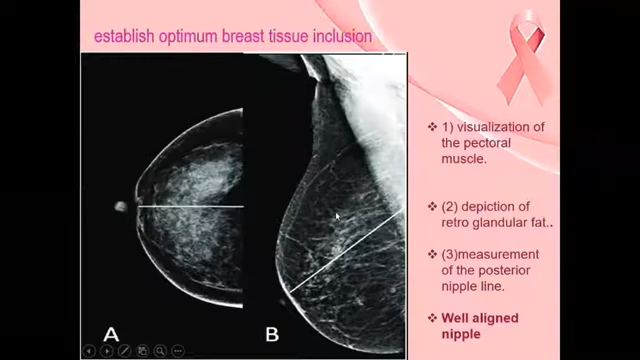 establish optimum breast tissue inclusion
❖ 1) visualization of
the pectoral
muscle.
❖ (2) depiction of
retro glandular fat..
❖ (3)measurement
of the posterior
nipple line.
❖ Well aligned
nipple
A
B